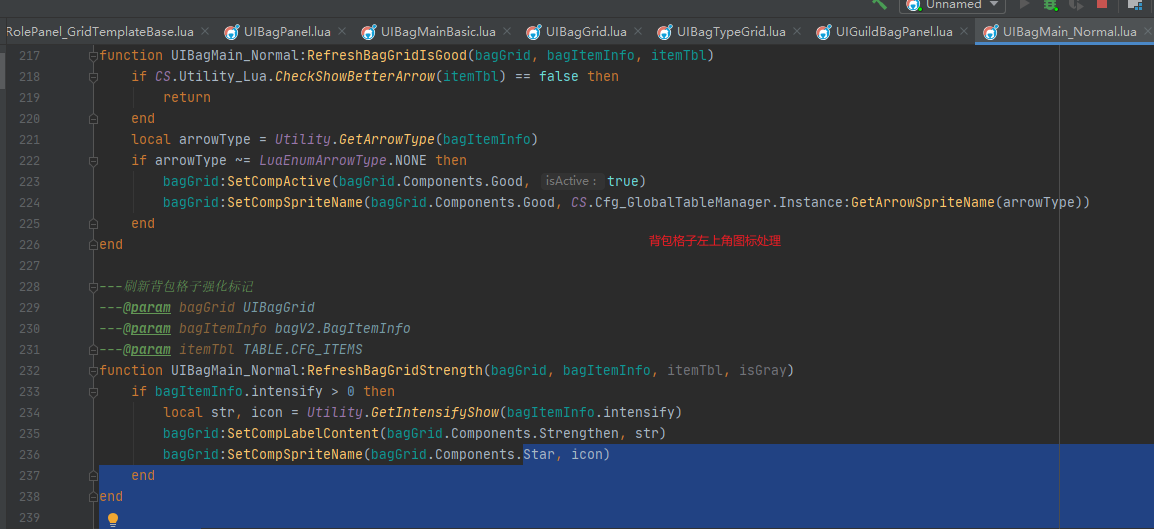 Unnamed
RolePanel_GridTemplateBase.lua UIBagPanel.lua UIBagMainBasic.lua UIBagGrid.lua UIBagTypeGrid.lua UIGuildBagPanel.lua UIBagMain_Normal.lua
217 function UIBagMain_Normal:RefreshBagGridIsGood(bagGrid, bagItemInfo, itemTbl)
218 if CS.Utility_Lua.CheckShowBetterArrow(itemTbl) == false then
219 return
220 end
221 local arrowType = Utility.GetArrowType(bagItemInfo)
222 if arrowType ~= LuaEnumArrowType.NONE then
223 bagGrid:SetCompActive(bagGrid.Components.Good, isActive: true)
224 bagGrid:SetCompSpriteName(bagGrid.Components.Good, CS.Cfg_GlobalTableManager.Instance:GetArrowSpriteName(arrowType))
225 end
226 end
背包格子左上角图标处理
227
228 ---刷新背包格子强化标记
229 ---@param bagGrid UIBagGrid
230 ---@param bagItemInfo bagV2.BagItemInfo
231 ---@param itemTbl TABLE.CFG_ITEMS
232 function UIBagMain_Normal:RefreshBagGridStrength(bagGrid, bagItemInfo, itemTbl, isGray)
233 if bagItemInfo.intensify > 0 then
234 local str, icon = Utility.GetIntensifyShow(bagItemInfo.intensify)
235 bagGrid:SetCompLabelContent(bagGrid.Components.Strengthen, str)
236 bagGrid:SetCompSpriteName(bagGrid.Components.Star, icon)
237 end
238 end
239